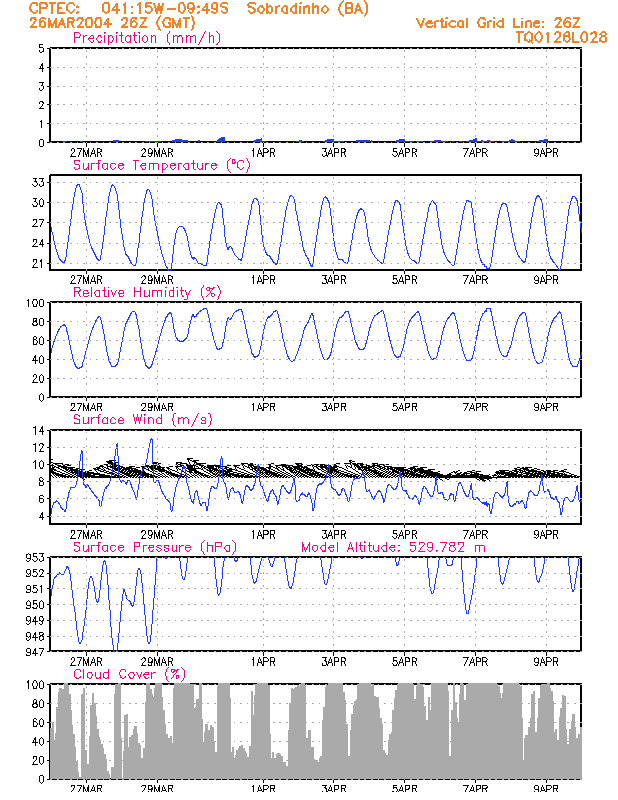 CPTEC: 041:15W-09:49S Sobradinho (BA)
26MAR2004 26Z (GMT) Vertical Grid Line: 26Z
Precipitation (mm/h) TQ0126L028
5
4
3
2
1
0
27MAR 29MAR 1APR 3APR 5APR 7APR 9APR
Surface Temperature (ºC)
33
30
27
24
21
27MAR 29MAR 1APR 3APR 5APR 7APR 9APR
Relative Humidity (%)
100
80
60
40
20
0
27MAR 29MAR 1APR 3APR 5APR 7APR 9APR
Surface Wind (m/s)
14
12
10
8
6
4
27MAR 29MAR 1APR 3APR 5APR 7APR 9APR
Surface Pressure (hPa) Model Altitude: 529.782 m
953
952
951
950
949
948
947
27MAR 29MAR 1APR 3APR 5APR 7APR 9APR
Cloud Cover (%)
100
80
60
40
20
0
27MAR 29MAR 1APR 3APR 5APR 7APR 9APR